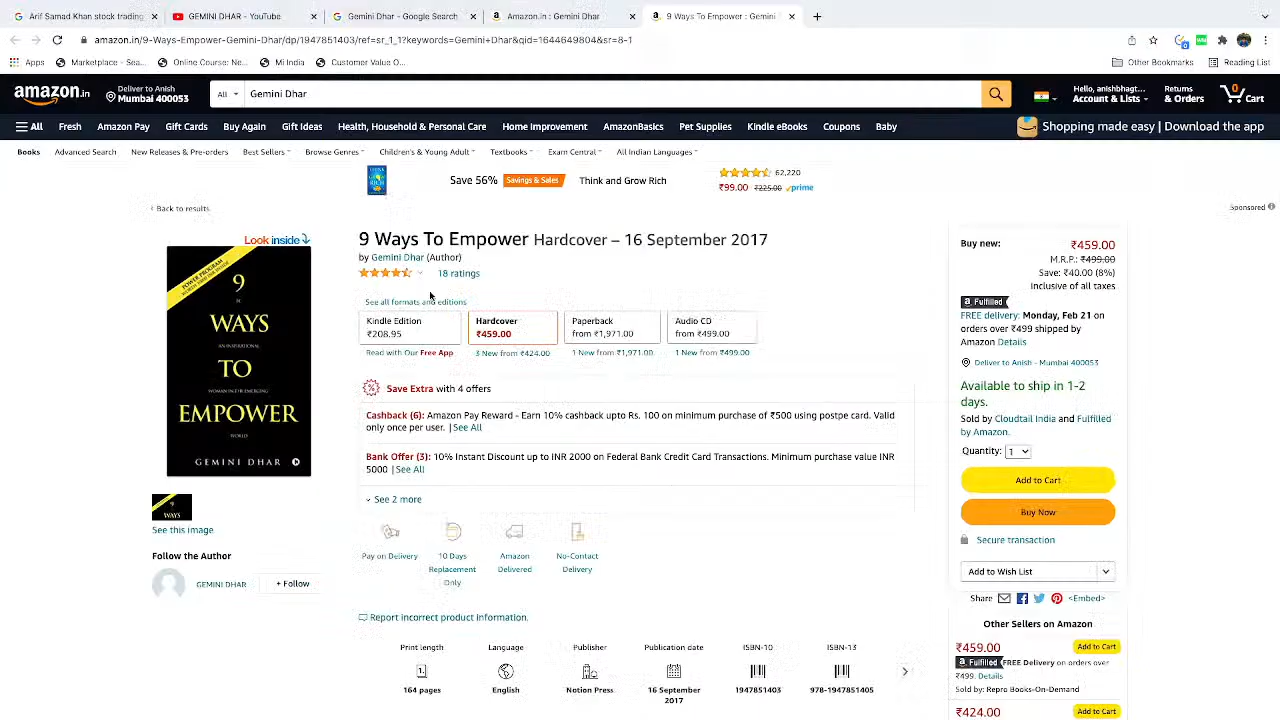 Arif Samad Khan stock trading
GEMINI DHAR - YouTube
Gemini Dhar - Google Search
Amazon.in : Gemini Dhar
9 Ways To Empower : Gemini
amazon.in/9-Ways-Empower-Gemini-Dhar/dp/1947851403/ref=sr_1_1?keywords=Gemini+Dhar&qid=1644649804&sr=8-1
Apps
Marketplace - Sea...
Online Course: Ne...
Mi India
Customer Value O...
Other Bookmarks
Reading List
amazon.in
Deliver to Anish
Mumbai 400053
All
Gemini Dhar
Hello, anishbhagt...
Account & Lists
Returns
& Orders
0
Cart
All
Fresh
Amazon Pay
Gift Cards
Buy Again
Gift Ideas
Health, Household & Personal Care
Home Improvement
AmazonBasics
Pet Supplies
Kindle eBooks
Coupons
Baby
Shopping made easy | Download the app
Books
Advanced Search
New Releases & Pre-orders
Best Sellers
Browse Genres
Children's & Young Adult
Textbooks
Exam Central
All Indian Languages
Save 56%
Savings & Sales
Think and Grow Rich
62,220
₹99.00 ₹225.00 prime
‹ Back to results
Sponsored
Look inside
POWER PROGRAM
9
WAYS
AN INSPIRATIONAL
TO
WOMAN IN THE EMERGING
EMPOWER
WORLD
GEMINI DHAR
9
WAYS
See this image
Follow the Author
GEMINI DHAR
+ Follow
9 Ways To Empower Hardcover – 16 September 2017
by Gemini Dhar (Author)
18 ratings
See all formats and editions
Kindle Edition
₹208.95
Read with Our Free App
Hardcover
₹459.00
3 New from ₹424.00
Paperback
from ₹1,971.00
1 New from ₹1,971.00
Audio CD
from ₹499.00
1 New from ₹499.00
Save Extra with 4 offers
Cashback (6): Amazon Pay Reward - Earn 10% cashback upto Rs. 100 on minimum purchase of ₹500 using postpe card. Valid
only once per user. |See All
Bank Offer (3): 10% Instant Discount up to INR 2000 on Federal Bank Credit Card Transactions. Minimum purchase value INR
5000 |See All
See 2 more
Pay on Delivery
10 Days
Replacement
Only
Amazon
Delivered
No-Contact
Delivery
Report incorrect product information.
Print length
164 pages
Language
English
Publisher
Notion Press
Publication date
16 September
2017
ISBN-10
1947851403
ISBN-13
978-1947851405
Buy new:
₹459.00
M.R.P.: ₹499.00
Save: ₹40.00 (8%)
Inclusive of all taxes
a Fulfilled
FREE delivery: Monday, Feb 21 on
orders over ₹499 shipped by
Amazon Details
Deliver to Anish - Mumbai 400053
Available to ship in 1-2
days.
Sold by Cloudtail India and Fulfilled
by Amazon.
Quantity: 1
Add to Cart
Buy Now
Secure transaction
Add to Wish List
Share <Embed>
Other Sellers on Amazon
₹459.00
Add to Cart
a Fulfilled FREE Delivery on orders over
₹499. Details
Sold by: Repro Books-On-Demand
₹424.00
Add to Cart